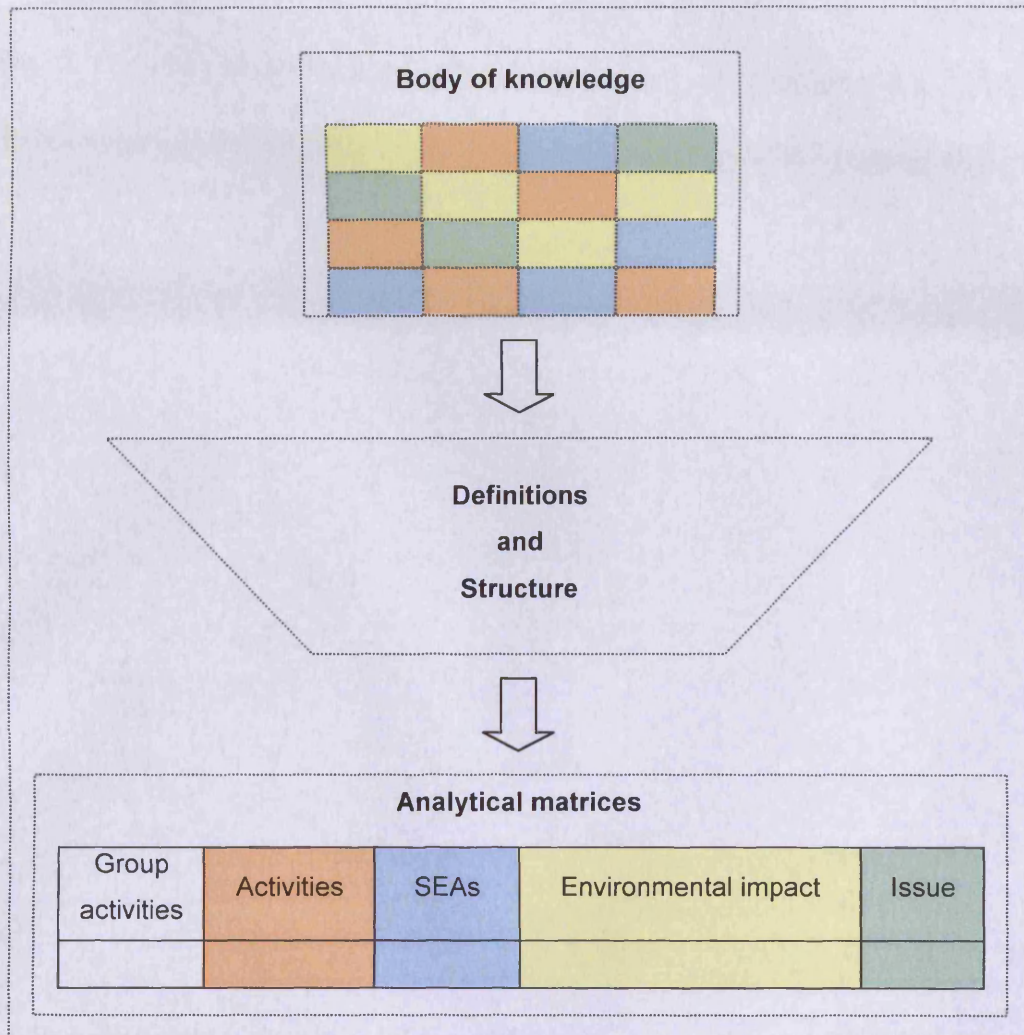 Body of knowledge
Definitions
and
Structure
Analytical matrices
Group
activities
Activities
SEAs
Environmental impact
Issue